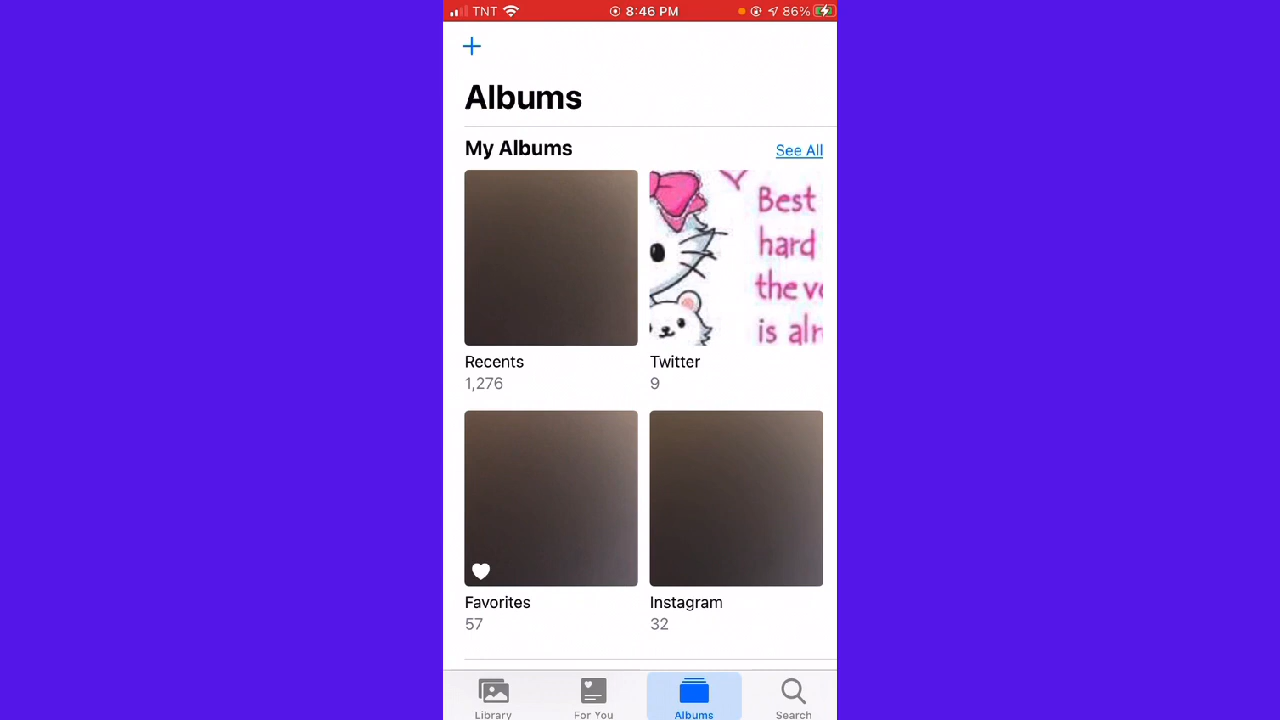 TNT 8:46 PM 86%
Albums
My Albums See All
Best
hard
the
is
Recents Twitter
1,276 9
Favorites Instagram
57 32
Library For You Albums Search